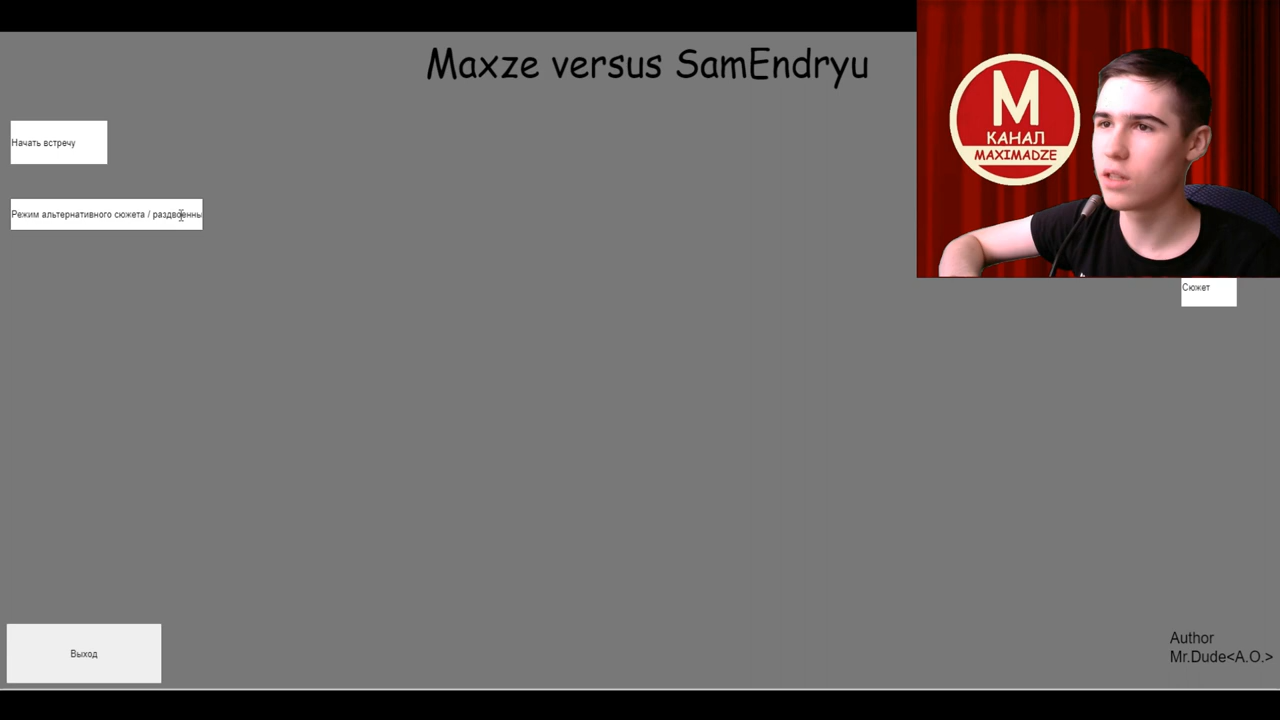 Maxze versus SamEndryu
М
КАНАЛ
MAXIMADZE
Начать встречу
Режим альтернативного сюжета / раздвоенны
Сюжет
Выход
Author
Mr.Dude<A.O.>